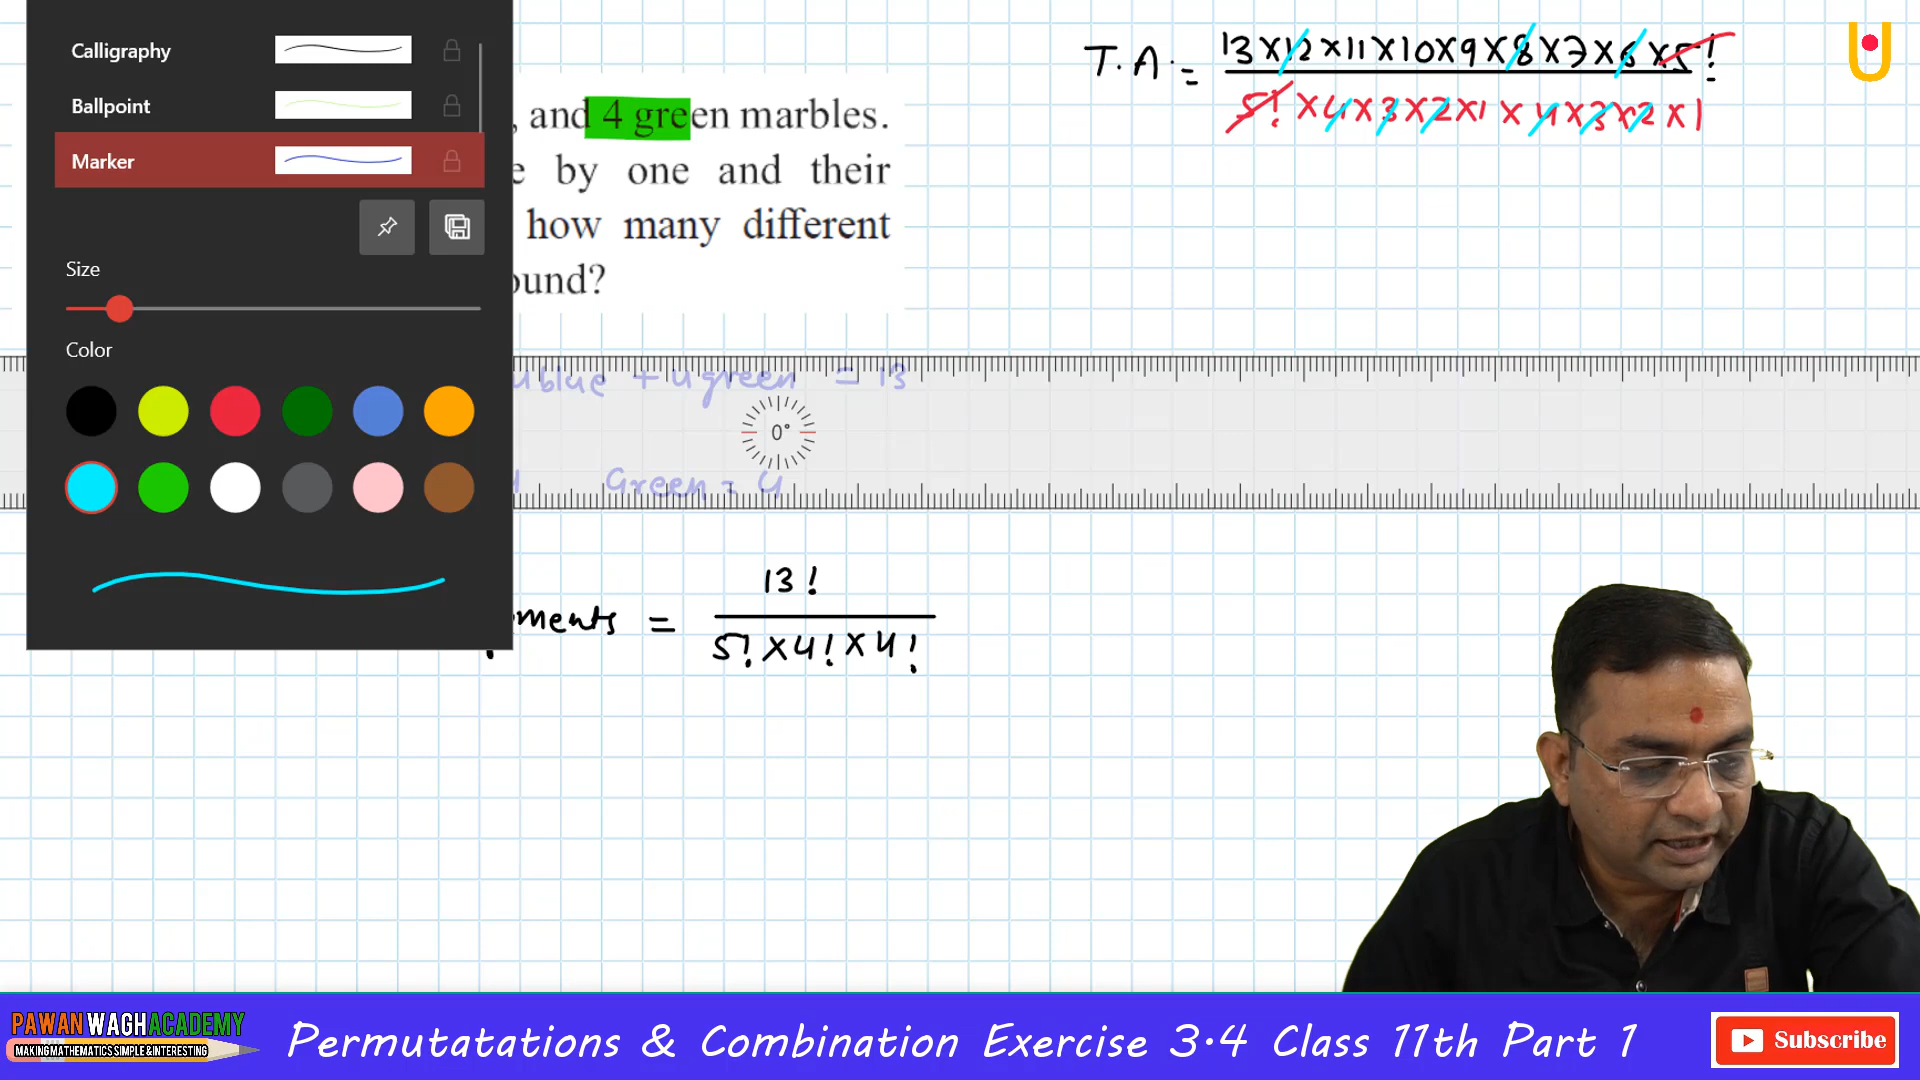 Calligraphy
Ballpoint
Marker
Size
Color
, and 4 green marbles.
e by one and their
how many different
ound?
T.A. = 13 × 12 × 11 × 10 × 9 × 8 × 7 × 6 × 5!
5! × 4 × 3 × 2 × 1 × 4 × 3 × 2 × 1
4 blue + 4 green = 13
0°
Green = 4
ments = 13!
5! × 4! × 4!
PAWAN WAGH ACADEMY
MAKING MATHEMATICS SIMPLE & INTERESTING
Permutatations & Combination Exercise 3.4 Class 11th Part 1
Subscribe